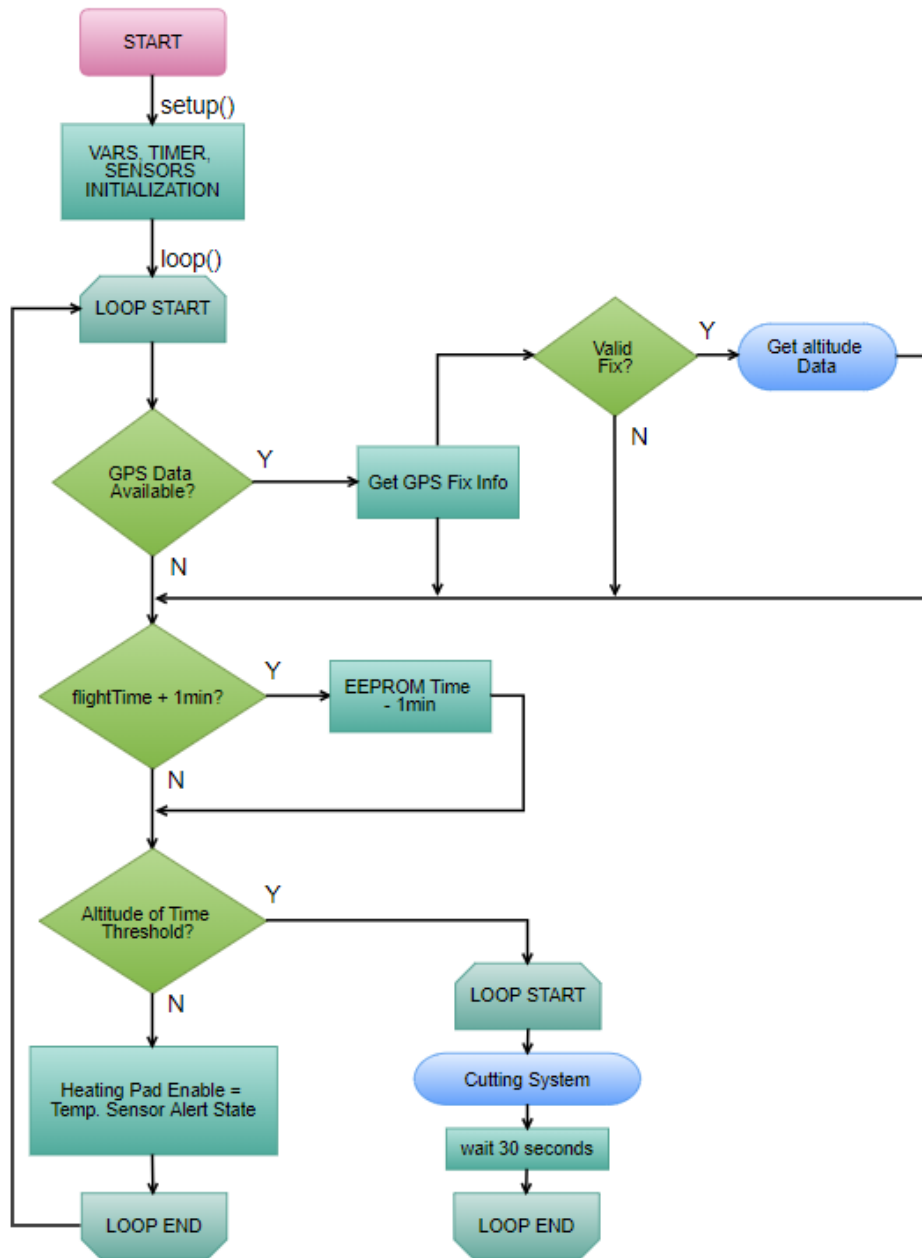 START
setup()
VARS, TIMER,
SENSORS
INITIALIZATION
loop()
LOOP START
GPS Data
Available?
Y
N
Get GPS Fix Info
Valid
Fix?
Y
N
Get altitude
Data
flightTime + 1min?
Y
N
EEPROM Time
- 1min
Altitude of Time
Threshold?
Y
N
Heating Pad Enable =
Temp. Sensor Alert State
LOOP END
LOOP START
Cutting System
wait 30 seconds
LOOP END